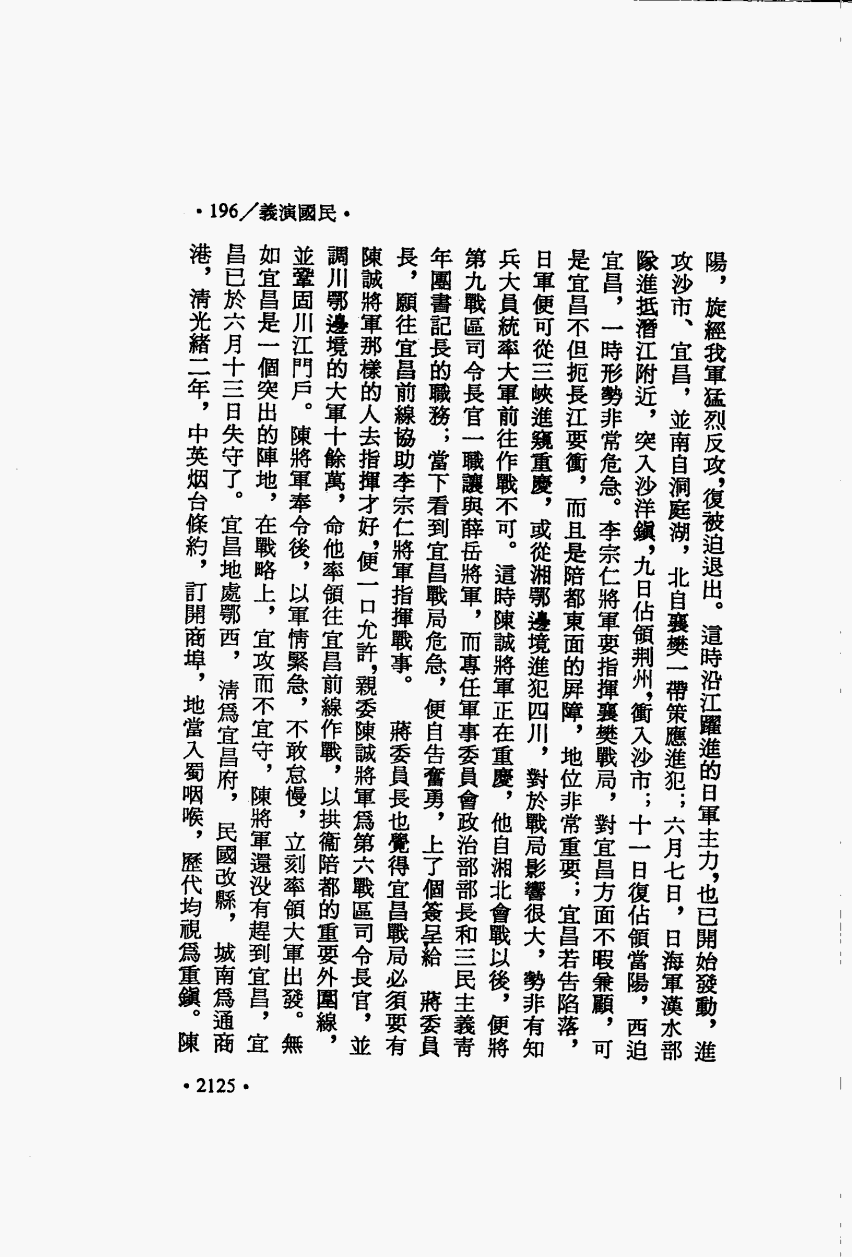 ・196／義演國民・
陽，旋經我軍猛烈反攻，復被迫退出。這時沿江躍進的日軍主力，也已開始發動，進
攻沙市、宜昌，並南自洞庭湖，北自襄樊一帶策應進犯；六月七日，日海軍漢水部
隊進抵潛江附近，突入沙洋鎭，九日佔領荆州，衝入沙市；十一日復佔領當陽，西迫
宜昌，一時形勢非常危急。李宗仁將軍要指揮襄樊戰局，對宜昌方面不暇兼顧，可
是宜昌不但扼長江要衝，而且是陪都東面的屛障，地位非常重要；宜昌若吿陷落，
日軍便可從三峽進窺重慶，或從湘鄂邊境進犯四川，對於戰局影響很大，勢非有知
兵大員統率大軍前往作戰不可。這時陳誠將軍正在重慶，他自湘北會戰以後，便將
第九戰區司令長官一職讓與薛岳將軍，而專任軍事委員會政治部部長和三民主義靑
年團書記長的職務；當下看到宜昌戰局危急，便自吿奮勇，上了個簽呈給　蔣委員
長，願往宜昌前線協助李宗仁將軍指揮戰事。　蔣委員長也覺得宜昌戰局必須要有
陳誠將軍那樣的人去指揮才好，便一口允許，親委陳誠將軍爲第六戰區司令長官，並
調川鄂邊境的大軍十餘萬，命他率領往宜昌前線作戰，以拱衞陪都的重要外圍線，
並鞏固川江門戶。陳將軍奉令後，以軍情緊急，不敢怠慢，立刻率領大軍出發。無
如宜昌是一個突出的陣地，在戰略上，宜攻而不宜守，陳將軍還沒有趕到宜昌，宜
昌已於六月十三日失守了。宜昌地處鄂西，淸爲宜昌府，民國改縣，城南爲通商
港，淸光緒二年，中英烟台條約，訂開商埠，地當入蜀咽喉，歷代均視爲重鎭。陳
・2125・